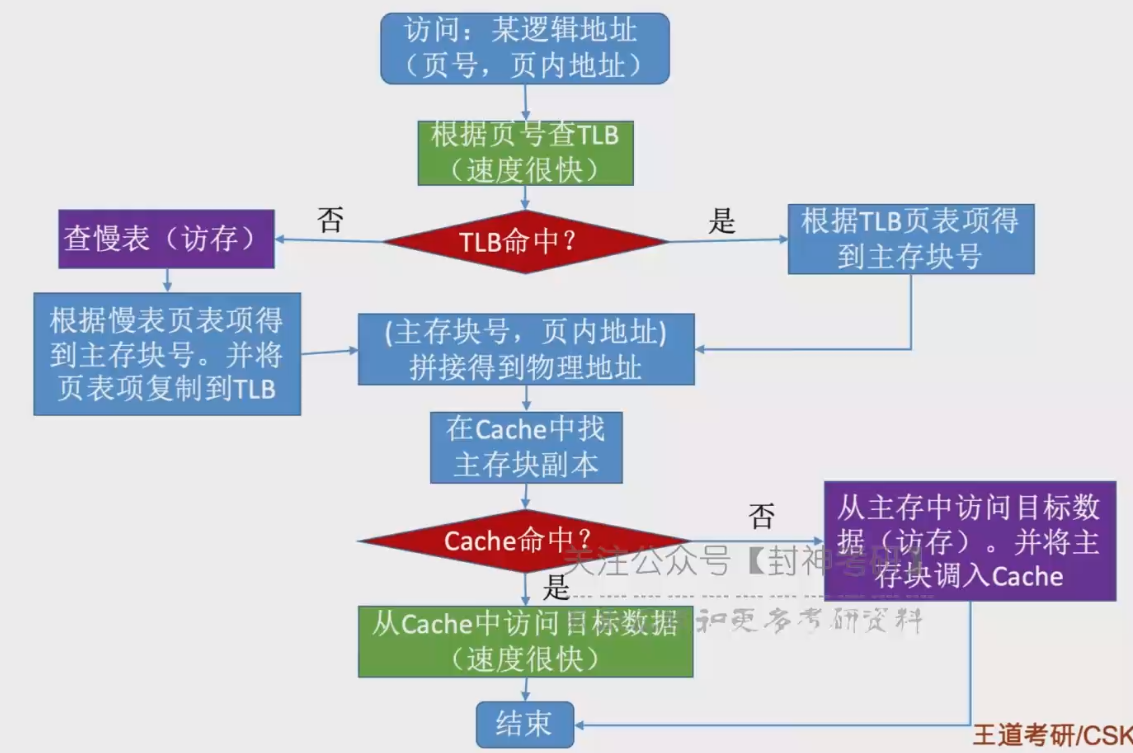 访问：某逻辑地址
（页号，页内地址）
根据页号查TLB
（速度很快）
否
是
查慢表（访存）
TLB命中？
根据TLB页表项得
到主存块号
根据慢表页表项得
到主存块号。并将
页表项复制到TLB
(主存块号，页内地址)
拼接得到物理地址
在Cache中找
主存块副本
Cache命中？
否
从主存中访问目标数
据（访存）。并将主
存块调入Cache
关注公众号【封神考研】
是
从Cache中访问目标数据
（速度很快）
和更多考研资料
结束
王道考研/CSK